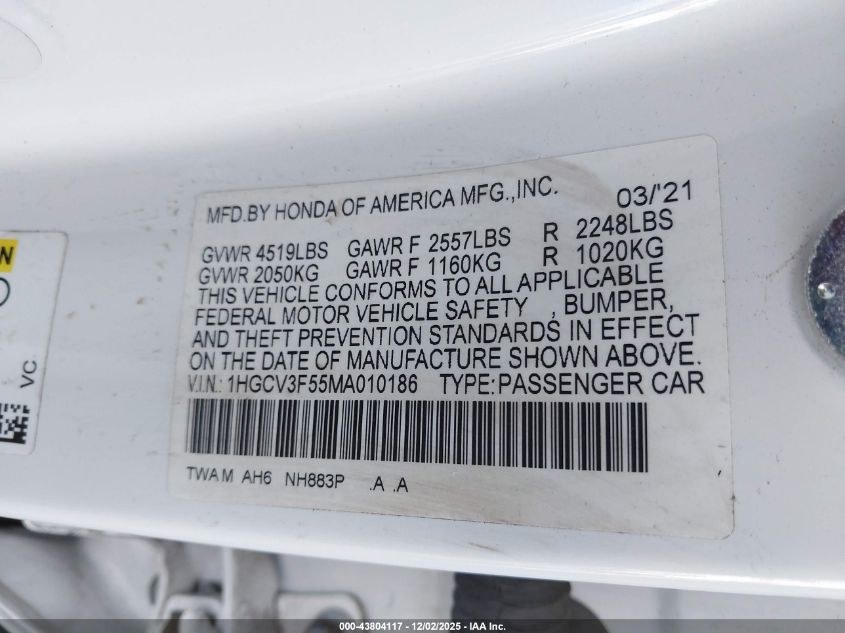 MFD.BY HONDA OF AMERICA MFG.,INC. 03/'21
GVWR 4519LBS GAWR F 2557LBS R 2248LBS
GVWR 2050KG GAWR F 1160KG R 1020KG
THIS VEHICLE CONFORMS TO ALL APPLICABLE
FEDERAL MOTOR VEHICLE SAFETY , BUMPER,
AND THEFT PREVENTION STANDARDS IN EFFECT
ON THE DATE OF MANUFACTURE SHOWN ABOVE.
V.I.N.: 1HGCV3F55MA010186 TYPE:PASSENGER CAR
TWAM AH6 NH883P .A .A
N
VC
000-43804117 - 12/02/2025 - IAA Inc.